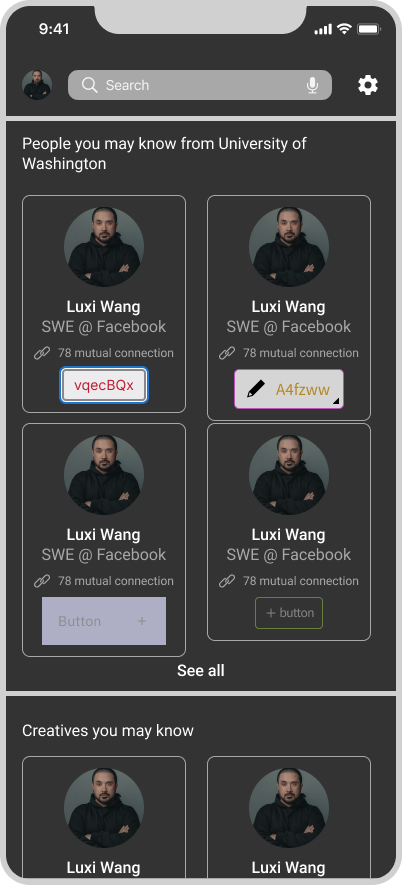 9:41
Search
People you may know from University of
Washington
Luxi Wang
SWE @ Facebook
78 mutual connection
vqecBQx
Luxi Wang
SWE @ Facebook
78 mutual connection
A4fzww
Luxi Wang
SWE @ Facebook
78 mutual connection
Button +
Luxi Wang
SWE @ Facebook
78 mutual connection
+ button
See all
Creatives you may know
Luxi Wang
Luxi Wang